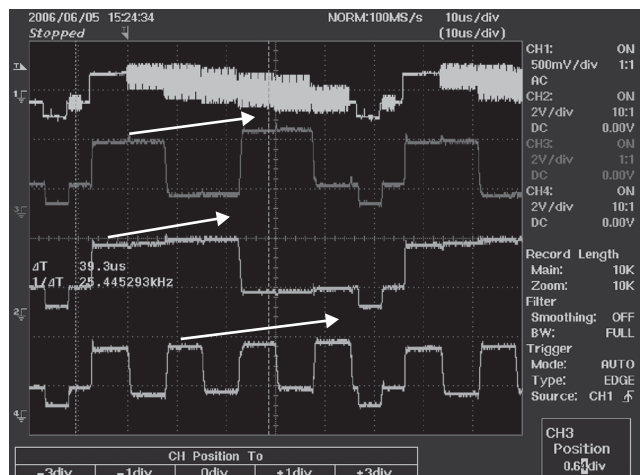 2006/06/05 15:24:34 NORM:100MS/s 10us/div
Stopped (10us/div)
CH1: ON
500mV/div 1:1
AC
CH2: ON
2V/div 10:1
DC 0.00V
CH3: ON
2V/div 1:1
DC 0.00V
CH4: ON
2V/div 10:1
DC 0.00V
Record Length
Main: 10K
Zoom: 10K
Filter
Smoothing: OFF
BW: FULL
Trigger
Mode: AUTO
Type: EDGE
Source: CH1
ΔT 39.3us
1/ΔT 25.445293kHz
CH3
Position
0.64div
CH Position To
-3div -1div 0div +1div +3div